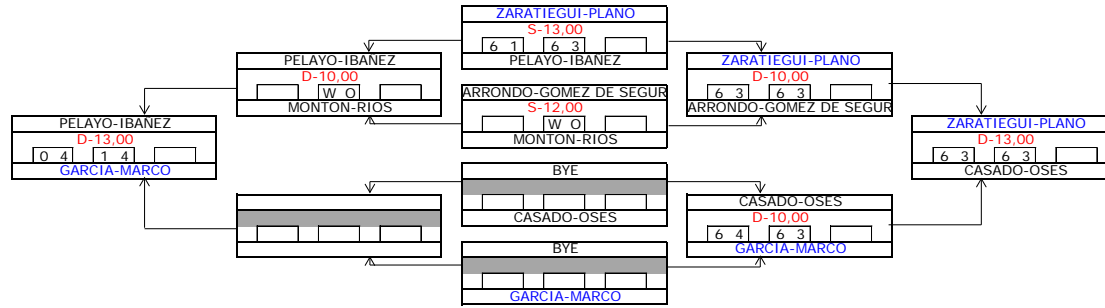 ZARATIEGUI-PLANO
S-13,00
6 1 6 3
PELAYO-IBAÑEZ
PELAYO-IBAÑEZ
D-10,00
W O
MONTON-RIOS
ZARATIEGUI-PLANO
D-10,00
6 3 6 3
ARRONDO-GOMEZ DE SEGUR
ARRONDO-GOMEZ DE SEGUR
S-12,00
W O
MONTON-RIOS
PELAYO-IBAÑEZ
D-13,00
0 4 1 4
GARCIA-MARCO
ZARATIEGUI-PLANO
D-13,00
6 3 6 3
CASADO-OSES
BYE
CASADO-OSES
CASADO-OSES
D-10,00
6 4 6 3
GARCIA-MARCO
BYE
GARCIA-MARCO